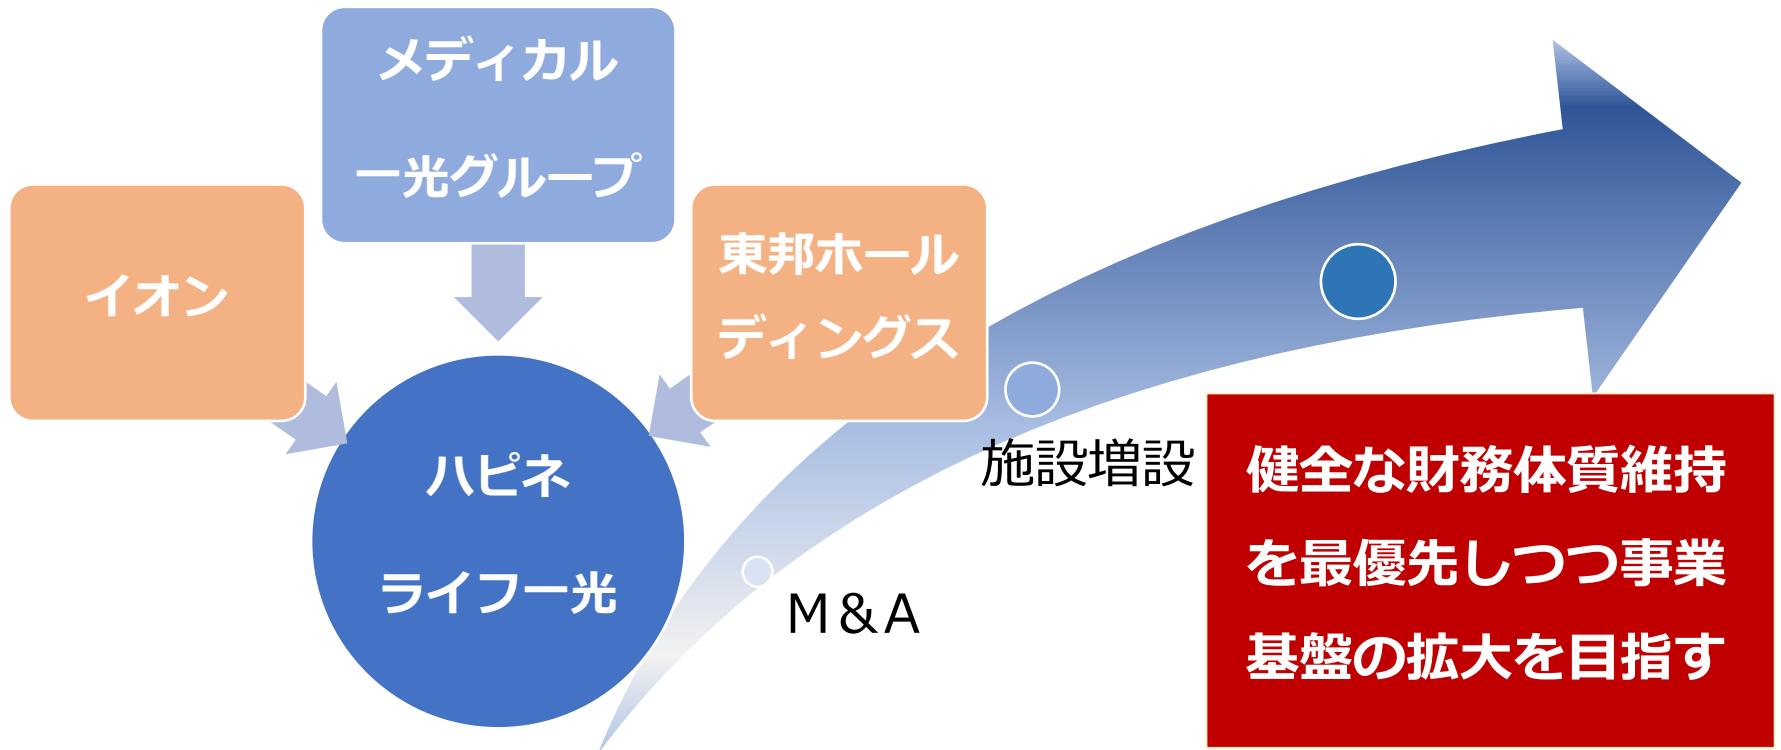 メディカル
一光グループ
イオン
東邦ホール
ディングス
ハピネ
ライフ一光
M&A
施設増設
健全な財務体質維持
を最優先しつつ事業
基盤の拡大を目指す